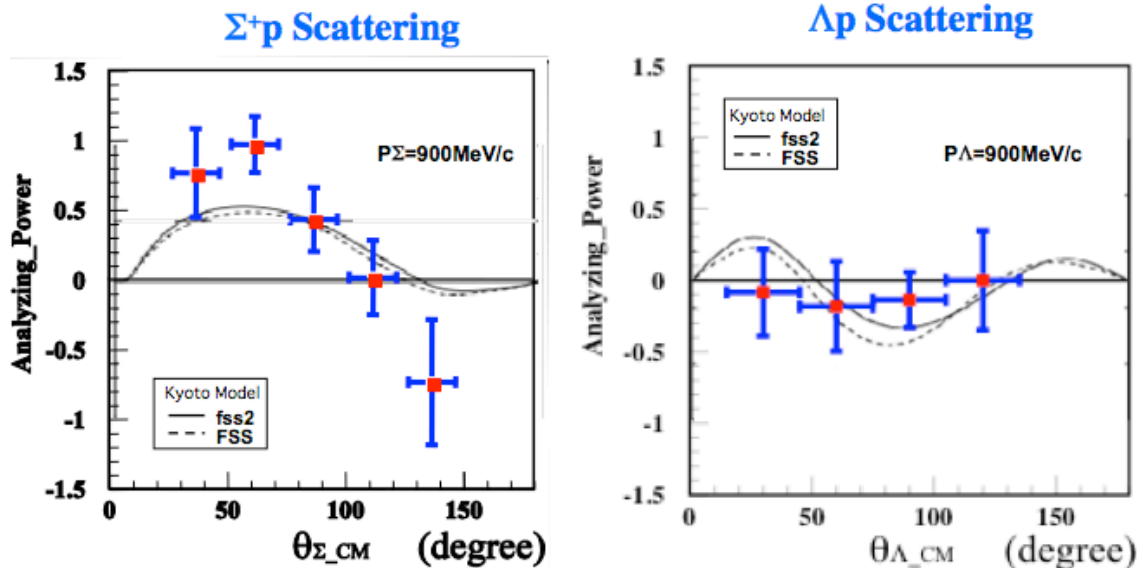 Σ⁺p Scattering
1.5
1
0.5
0
-0.5
-1
-1.5
Analyzing_Power
PΣ=900MeV/c
Kyoto Model
fss2
FSS
0
50
100
150
θΣ_CM (degree)
Λp Scattering
1.5
1
0.5
0
-0.5
-1
-1.5
Analyzing_Power
Kyoto Model
fss2
FSS
PΛ=900MeV/c
0
50
100
150
θΛ_CM (degree)